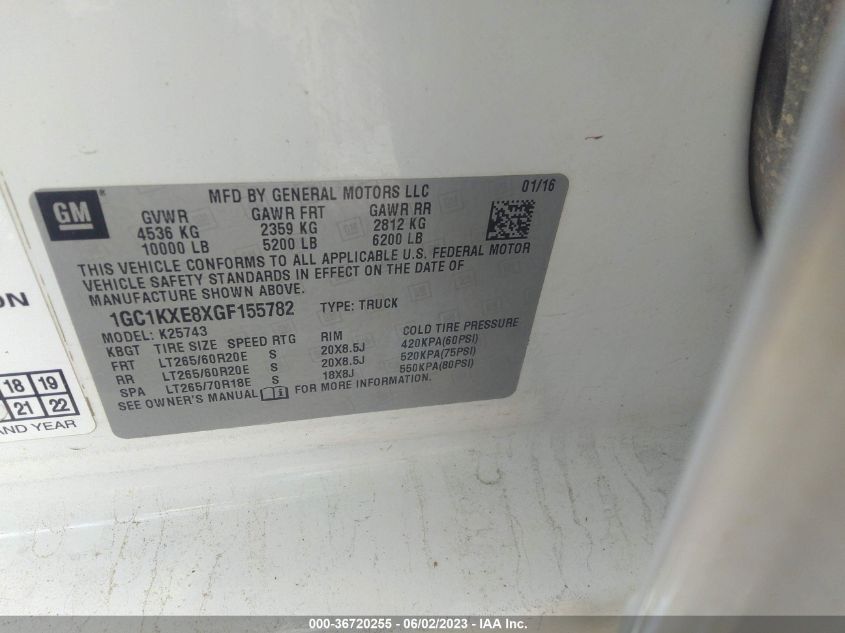 GM
MFD BY GENERAL MOTORS LLC
01/16
GVWR GAWR FRT GAWR RR
4536 KG 2359 KG 2812 KG
10000 LB 5200 LB 6200 LB
THIS VEHICLE CONFORMS TO ALL APPLICABLE U.S. FEDERAL MOTOR
VEHICLE SAFETY STANDARDS IN EFFECT ON THE DATE OF
MANUFACTURE SHOWN ABOVE.
1GC1KXE8XGF155782 TYPE: TRUCK
MODEL: K25743
KBGT TIRE SIZE SPEED RTG RIM COLD TIRE PRESSURE
FRT LT265/60R20E S 20X8.5J 420KPA(60PSI)
RR LT265/60R20E S 20X8.5J 520KPA(75PSI)
SPA LT265/70R18E S 18X8J 550KPA(80PSI)
SEE OWNER'S MANUAL FOR MORE INFORMATION.
ON
18 19
21 22
ND YEAR
000-36720255 - 06/02/2023 - IAA Inc.